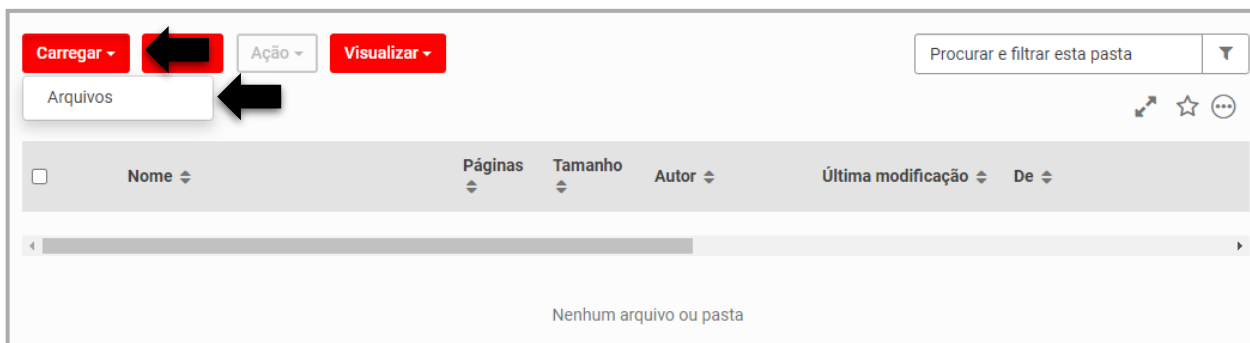 Carregar Ação Visualizar Procurar e filtrar esta pasta
Arquivos
Nome Páginas Tamanho Autor Última modificação De
Nenhum arquivo ou pasta